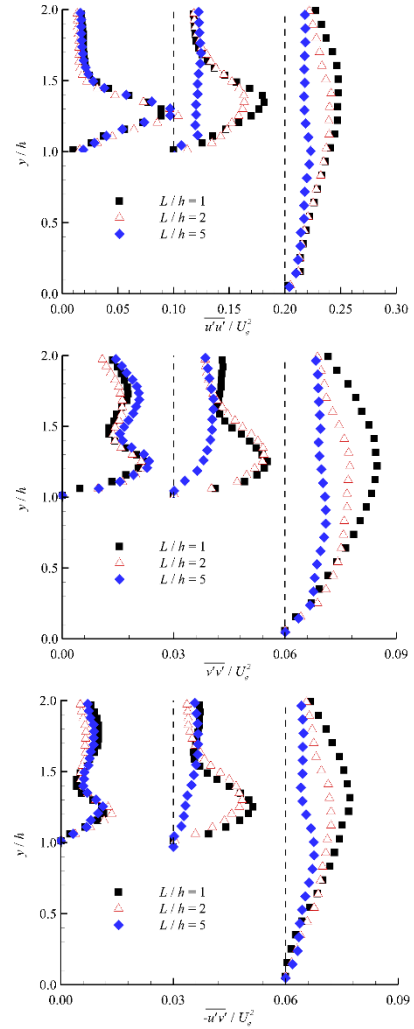 2.0
1.5
1.0
0.5
0.0
y / h
L / h = 1
L / h = 2
L / h = 5
0.00 0.05 0.10 0.15 0.20 0.25 0.30
u'u' / U_e^2
2.0
1.5
1.0
0.5
0.0
y / h
L / h = 1
L / h = 2
L / h = 5
0.00 0.03 0.06 0.09
v'v' / U_e^2
2.0
1.5
1.0
0.5
0.0
y / h
L / h = 1
L / h = 2
L / h = 5
0.00 0.03 0.06 0.09
-u'v' / U_e^2